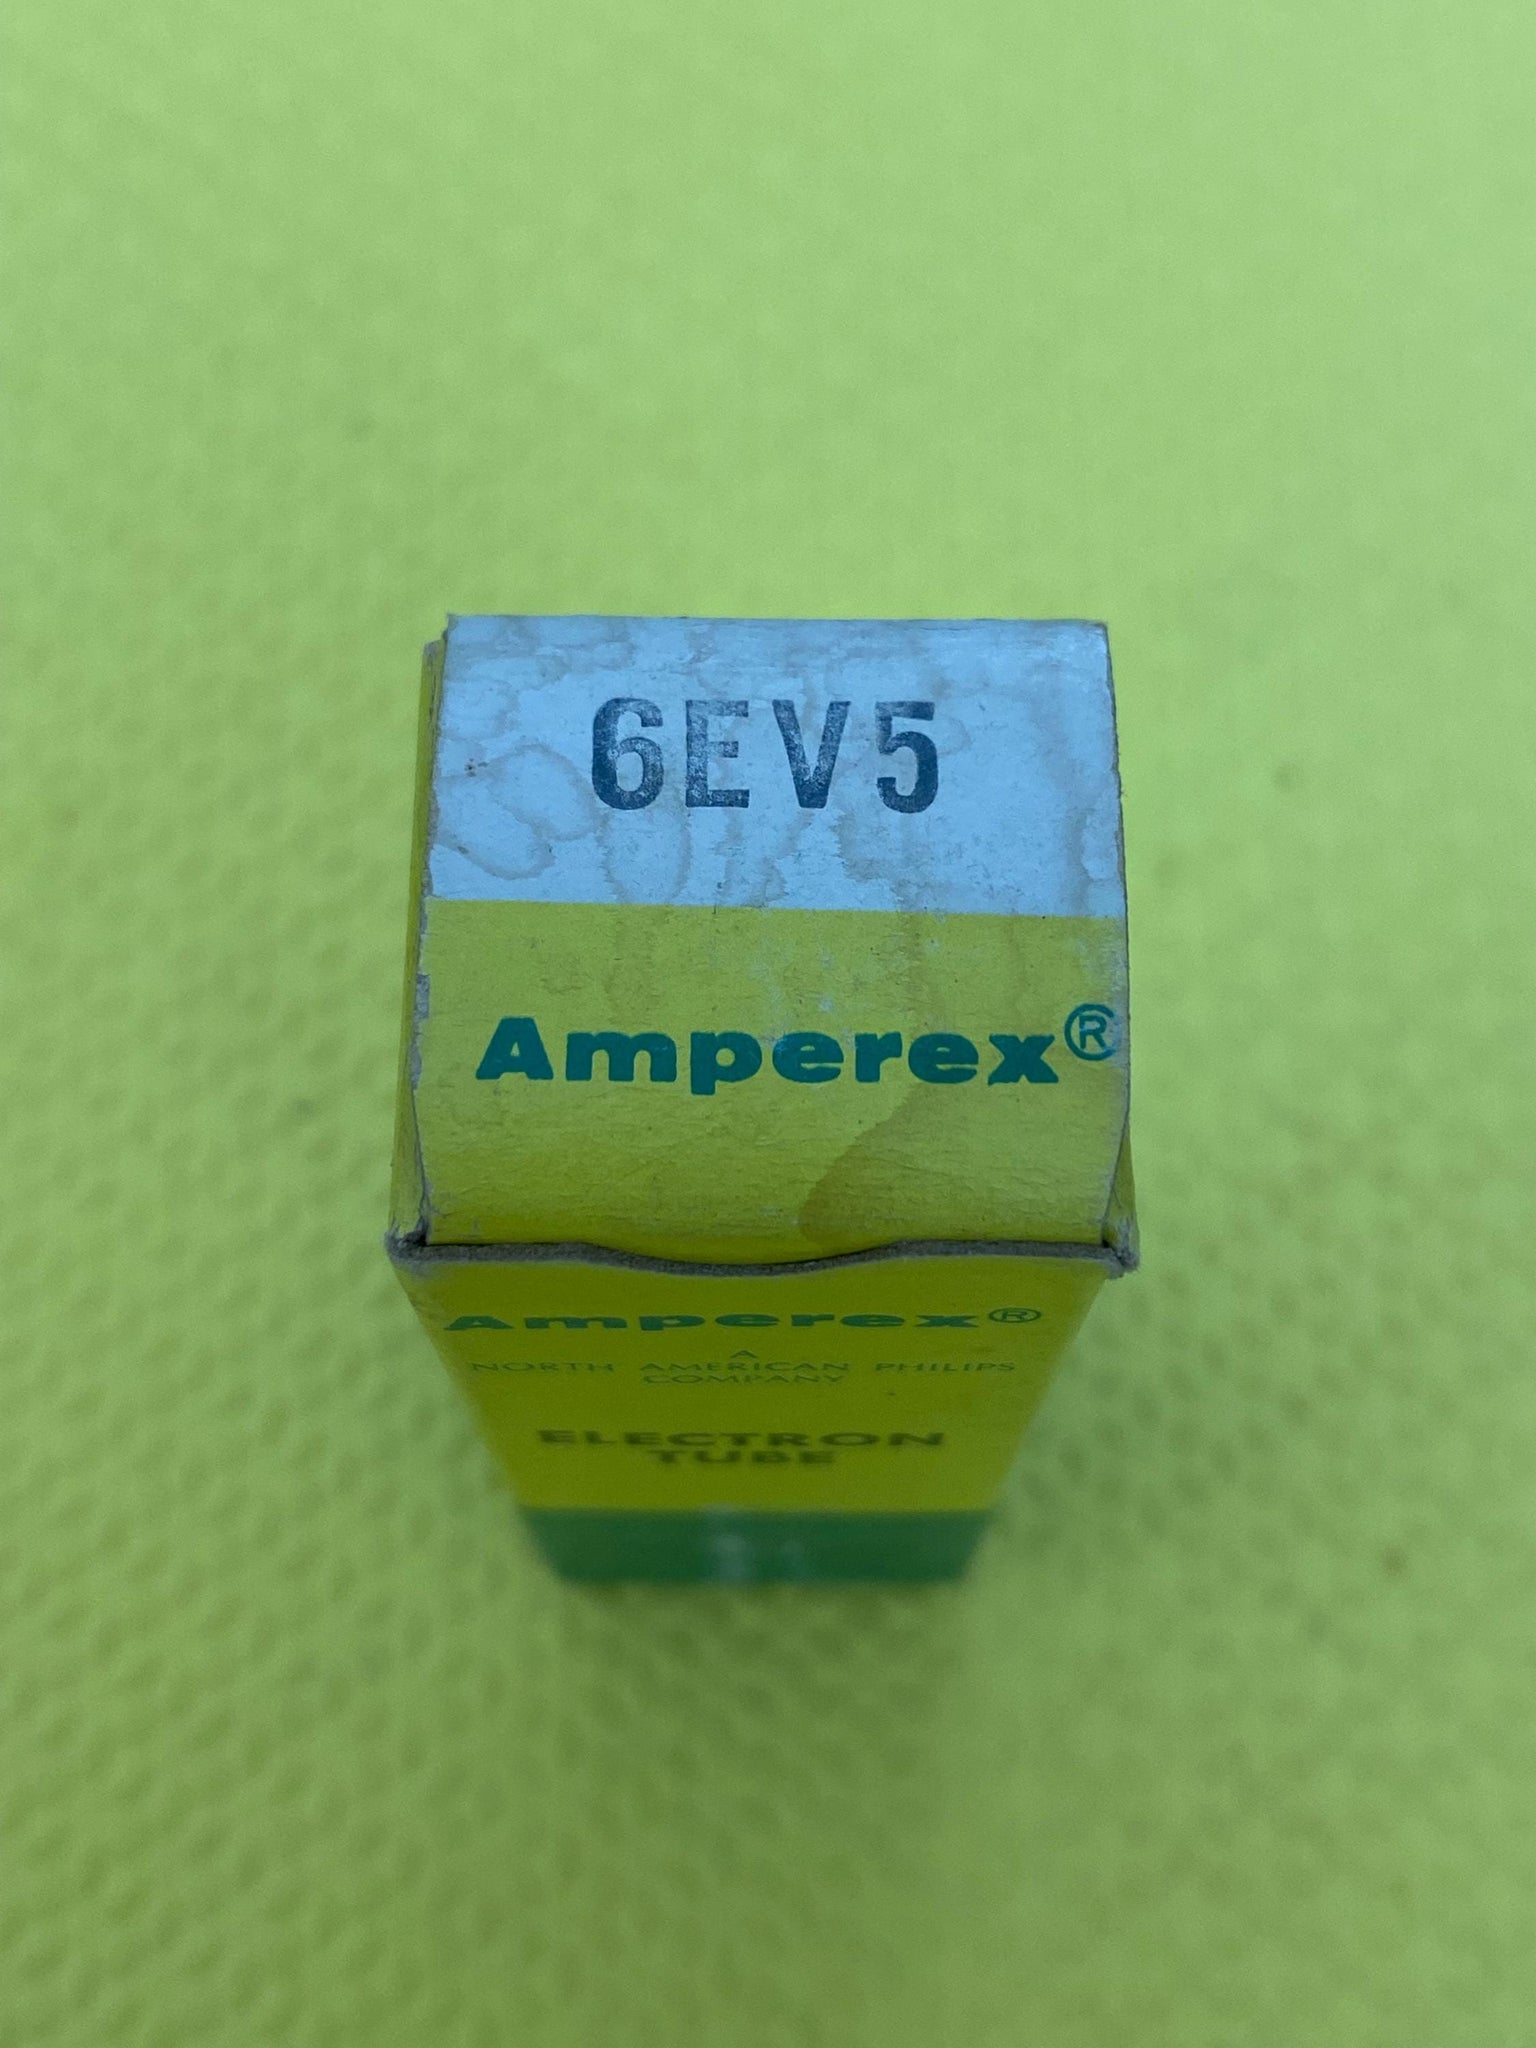 6EV5
Amperex®
Amperex®
A
NORTH AMERICAN PHILIPS
COMPANY
ELECTRON
TUBE